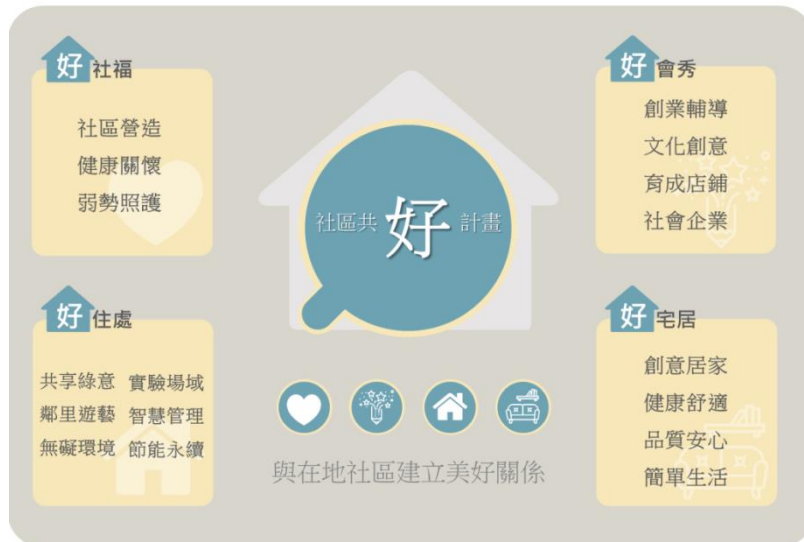 好社福
社區營造
健康關懷
弱勢照護
好會秀
創業輔導
文化創意
育成店鋪
社會企業
社區共好計畫
好住處
共享綠意 實驗場域
鄰里遊藝 智慧管理
無礙環境 節能永續
好宅居
創意居家
健康舒適
品質安心
簡單生活
與在地社區建立美好關係